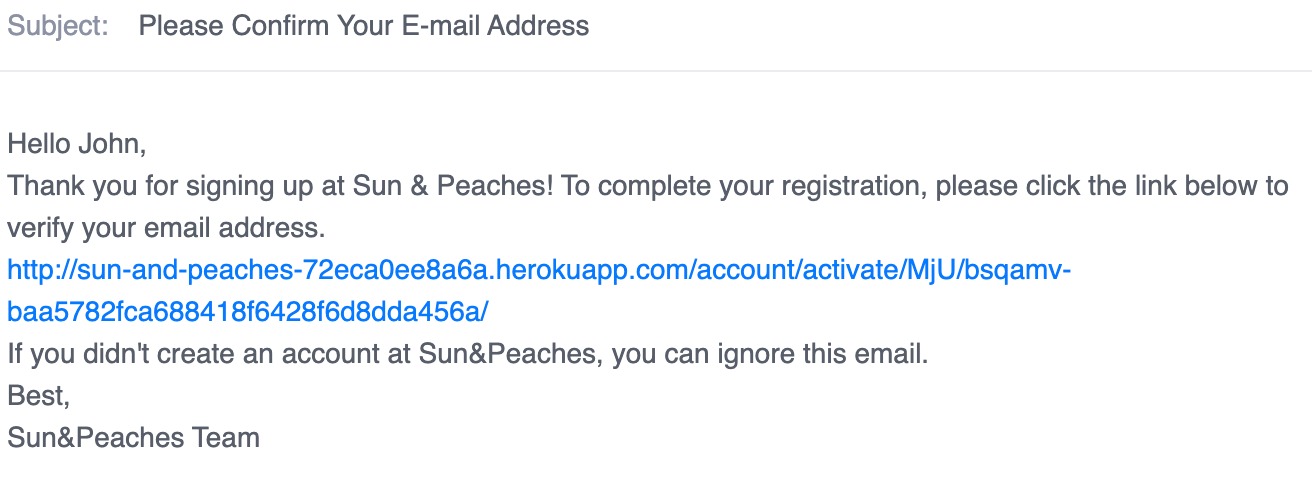 Subject: Please Confirm Your E-mail Address
Hello John,
Thank you for signing up at Sun & Peaches! To complete your registration, please click the link below to
verify your email address.
http://sun-and-peaches-72eca0ee8a6a.herokuapp.com/account/activate/MjU/bsqamv-
baa5782fca688418f6428f6d8dda456a/
If you didn't create an account at Sun&Peaches, you can ignore this email.
Best,
Sun&Peaches Team